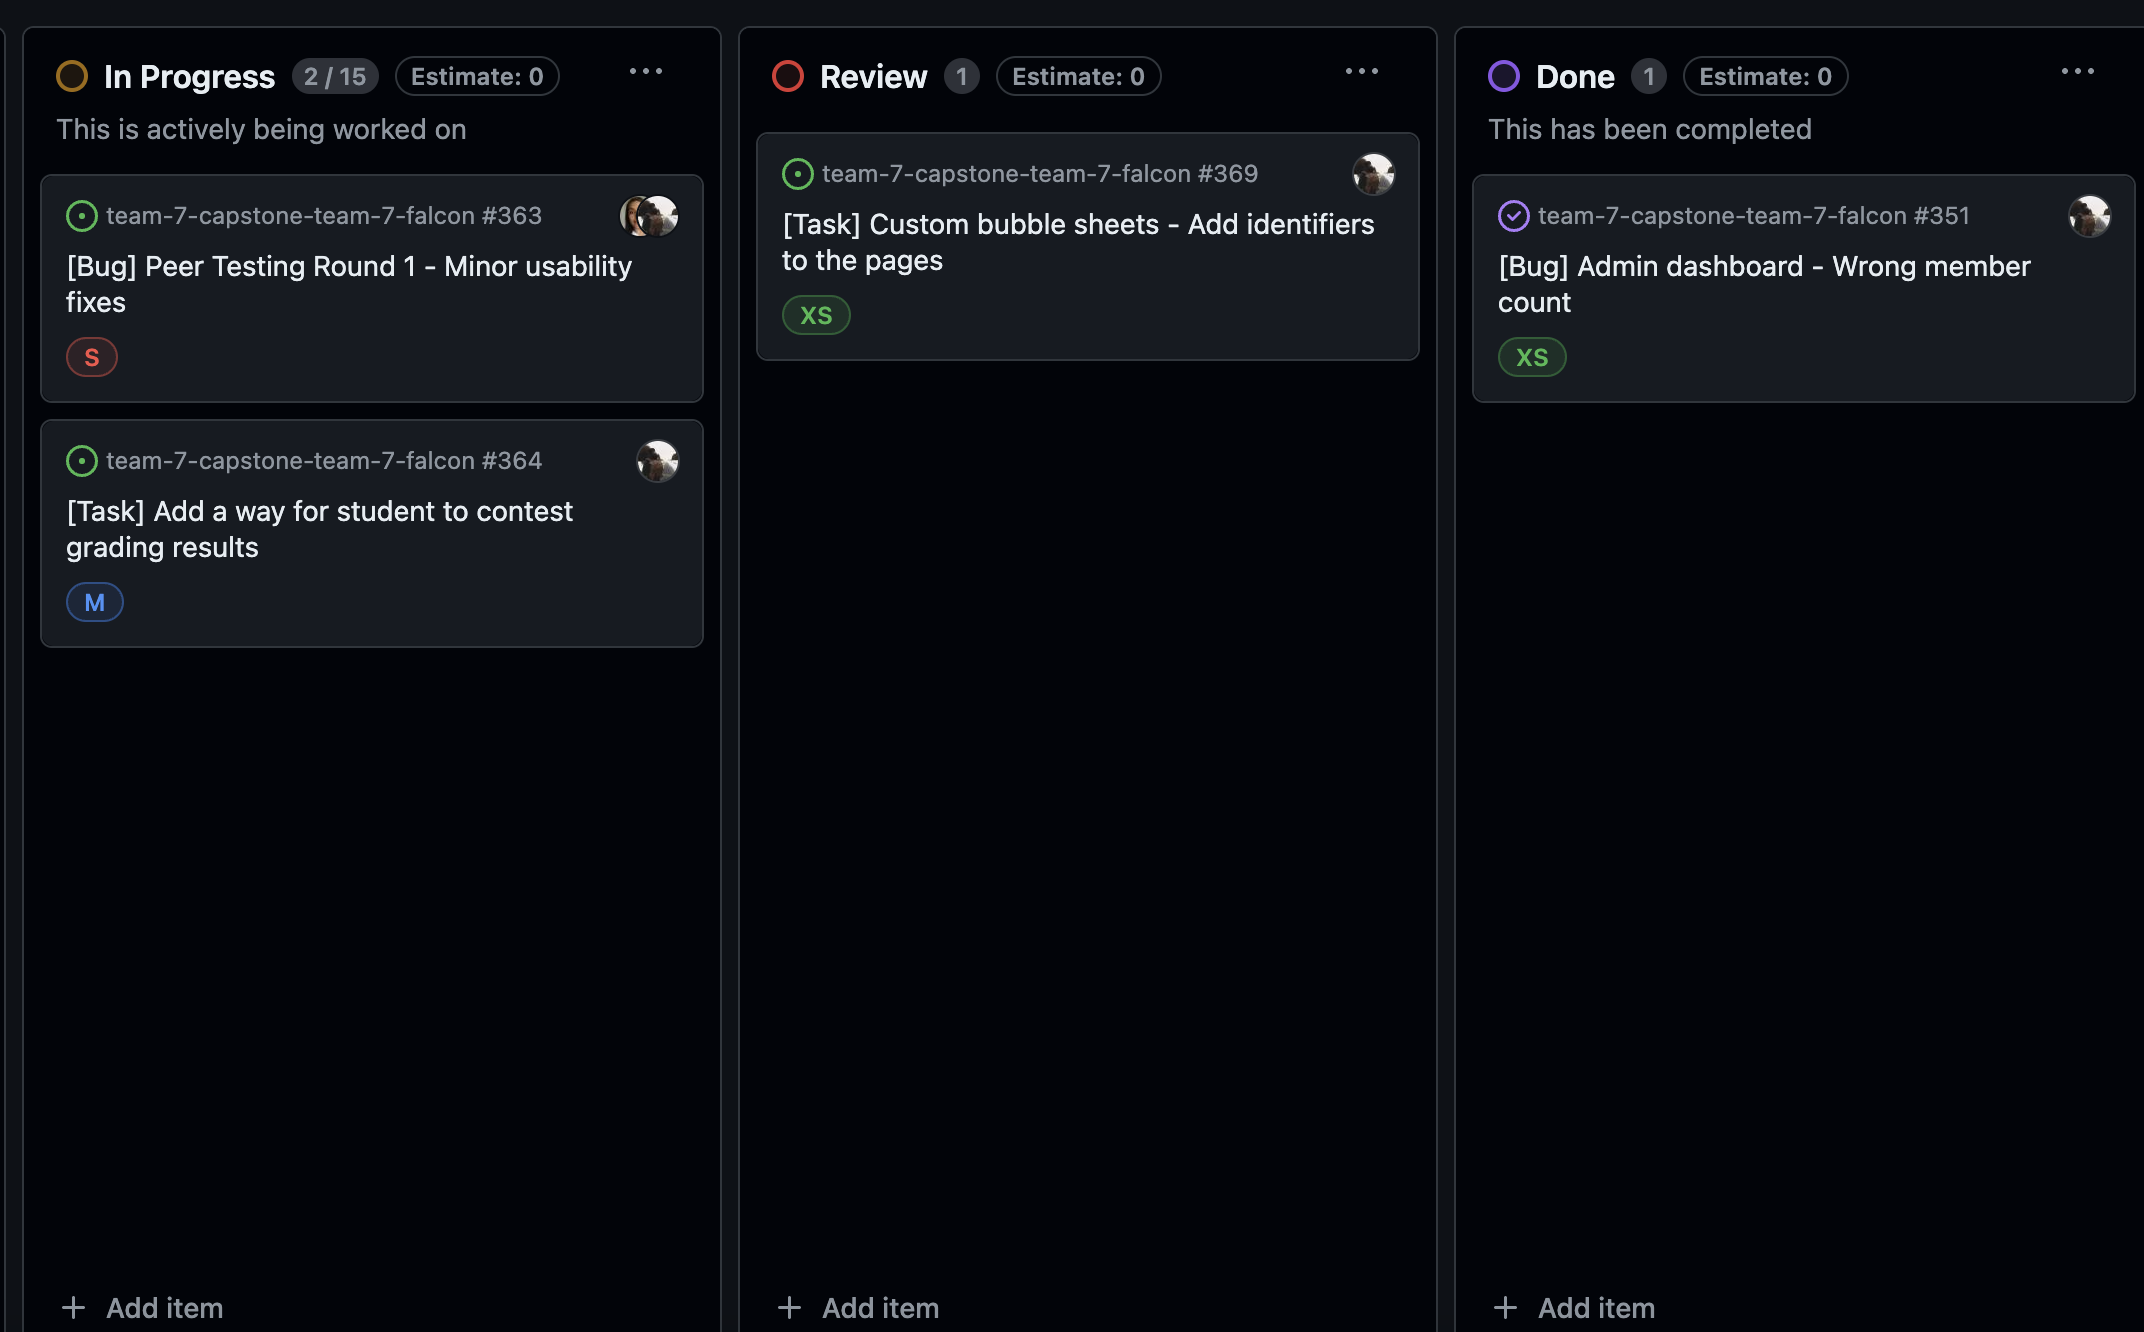 In Progress 2 / 15 Estimate: 0
This is actively being worked on
team-7-capstone-team-7-falcon #363
[Bug] Peer Testing Round 1 - Minor usability
fixes
S
team-7-capstone-team-7-falcon #364
[Task] Add a way for student to contest
grading results
M
Add item
Review 1 Estimate: 0
team-7-capstone-team-7-falcon #369
[Task] Custom bubble sheets - Add identifiers
to the pages
XS
Add item
Done 1 Estimate: 0
This has been completed
team-7-capstone-team-7-falcon #351
[Bug] Admin dashboard - Wrong member
count
XS
Add item